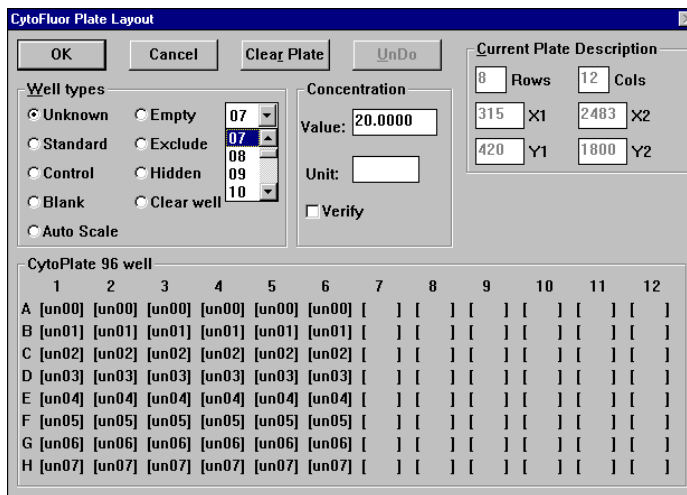 CytoFluor Plate Layout
OK Cancel Clear Plate UnDo
Current Plate Description
8 Rows 12 Cols
315 X1 2483 X2
420 Y1 1800 Y2
Well types
Unknown Empty 07
Standard Exclude 07
Control Hidden 08
Blank Clear well 09
Auto Scale 10
Concentration
Value: 20.0000
Unit:
Verify
CytoPlate 96 well
1 2 3 4 5 6 7 8 9 10 11 12
A [un00] [un00] [un00] [un00] [un00] [un00] [ ] [ ] [ ] [ ] [ ] [ ]
B [un01] [un01] [un01] [un01] [un01] [un01] [ ] [ ] [ ] [ ] [ ] [ ]
C [un02] [un02] [un02] [un02] [un02] [un02] [ ] [ ] [ ] [ ] [ ] [ ]
D [un03] [un03] [un03] [un03] [un03] [un03] [ ] [ ] [ ] [ ] [ ] [ ]
E [un04] [un04] [un04] [un04] [un04] [un04] [ ] [ ] [ ] [ ] [ ] [ ]
F [un05] [un05] [un05] [un05] [un05] [un05] [ ] [ ] [ ] [ ] [ ] [ ]
G [un06] [un06] [un06] [un06] [un06] [un06] [ ] [ ] [ ] [ ] [ ] [ ]
H [un07] [un07] [un07] [un07] [un07] [un07] [ ] [ ] [ ] [ ] [ ] [ ]